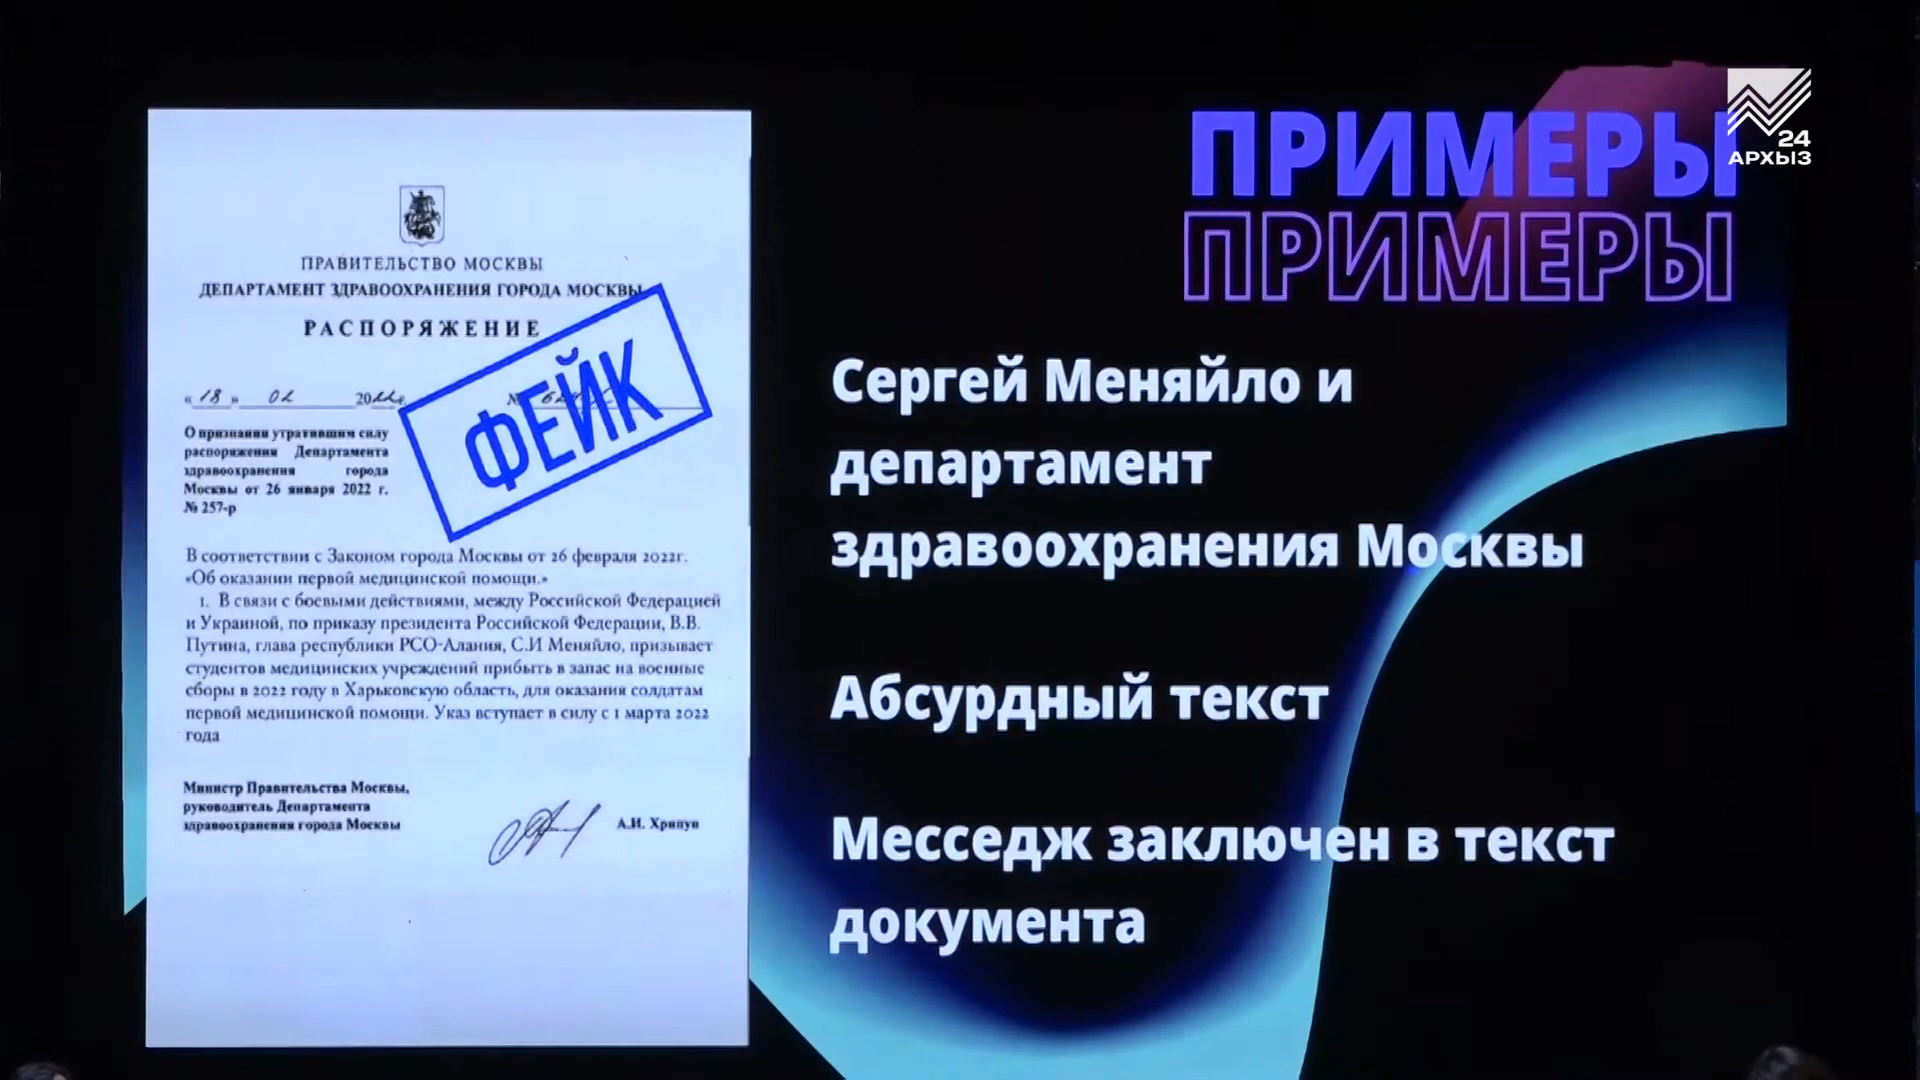 24
АРХЫЗ
ПРИМЕРЫ
ПРИМЕРЫ
ПРАВИТЕЛЬСТВО МОСКВЫ
ДЕПАРТАМЕНТ ЗДРАВООХРАНЕНИЯ ГОРОДА МОСКВЫ
РАСПОРЯЖЕНИЕ
« 18 » 02 2022г. №
ФЕЙК
О признании утратившим силу
распоряжения Департамента
здравоохранения города
Москвы от 26 января 2022 г.
№ 257-р
В соответствии с Законом города Москвы от 26 февраля 2022г.
«Об оказании первой медицинской помощи.»
1. В связи с боевыми действиями, между Российской Федерацией
и Украиной, по приказу президента Российской Федерации, В.В.
Путина, глава республики РСО-Алания, С.И Меняйло, призывает
студентов медицинских учреждений прибыть в запас на военные
сборы в 2022 году в Харьковскую область, для оказания солдатам
первой медицинской помощи. Указ вступает в силу с 1 марта 2022
года
Министр Правительства Москвы,
руководитель Департамента
здравоохранения города Москвы
А.И. Хрипун
Сергей Меняйло и
департамент
здравоохранения Москвы
Абсурдный текст
Месседж заключен в текст
документа